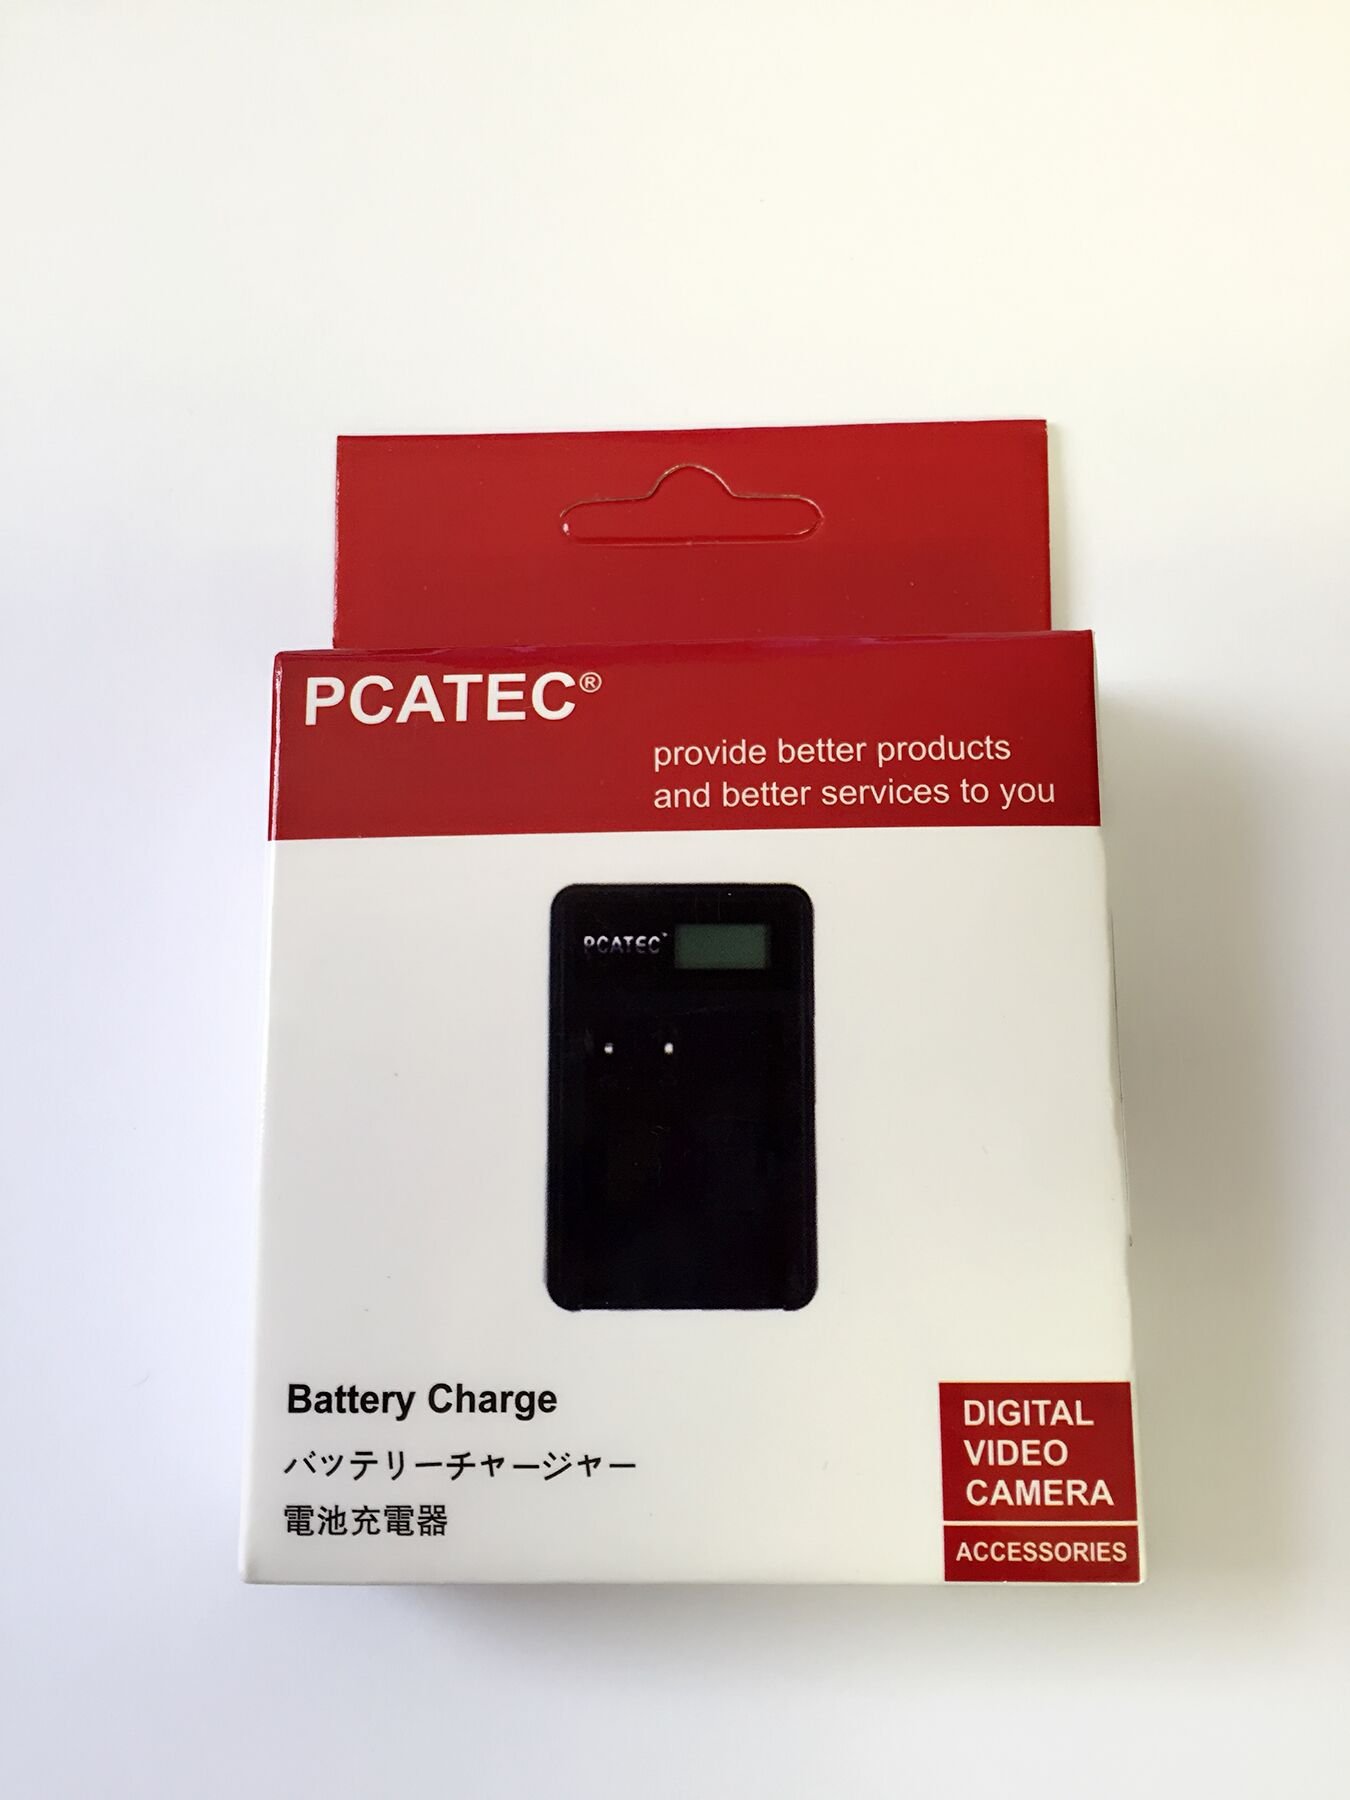 PCATEC®
provide better products
and better services to you
PCATEC™
Battery Charge
バッテリーチャージャー
電池充電器
DIGITAL
VIDEO
CAMERA
ACCESSORIES